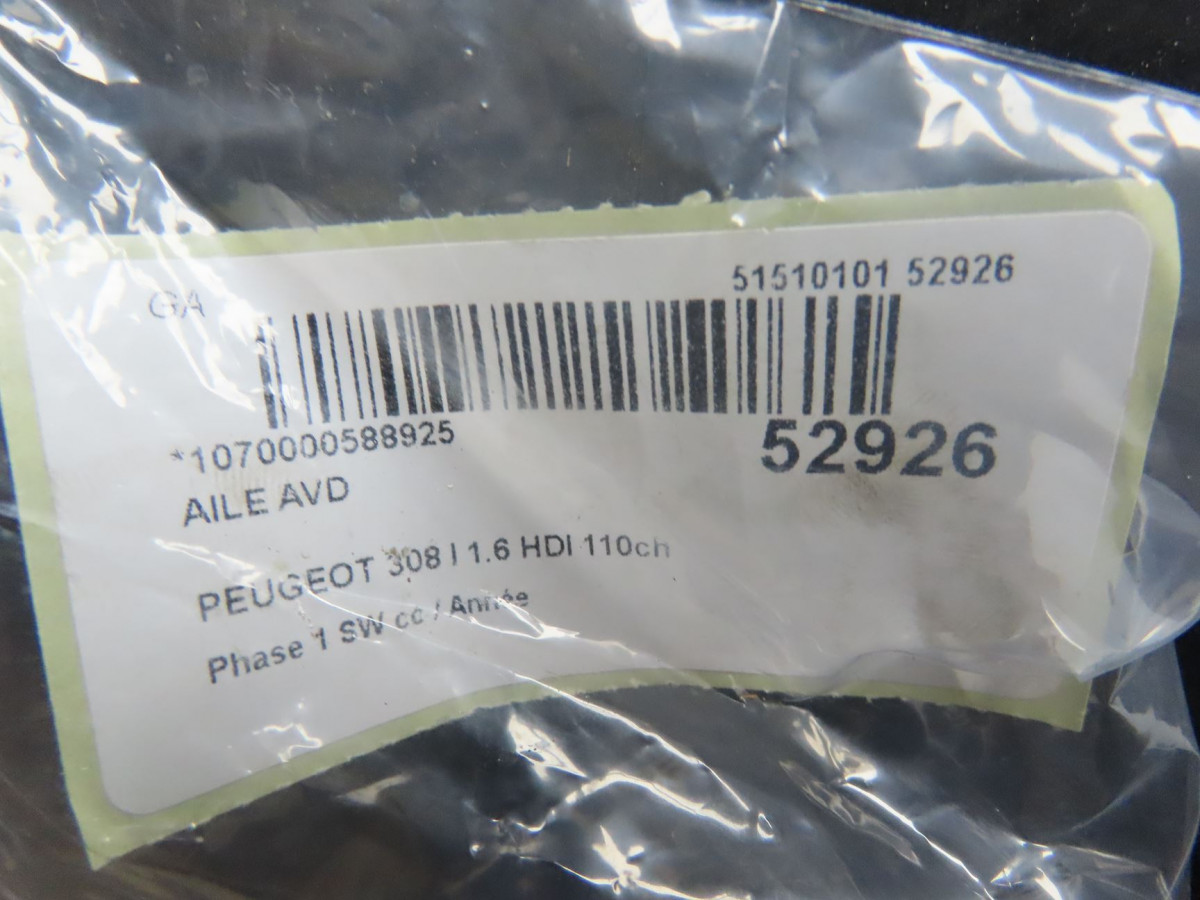 GA
51510101 52926
*1070000588925
52926
AILE AVD
PEUGEOT 308 I 1.6 HDI 110ch
Phase 1 SW cc / Année